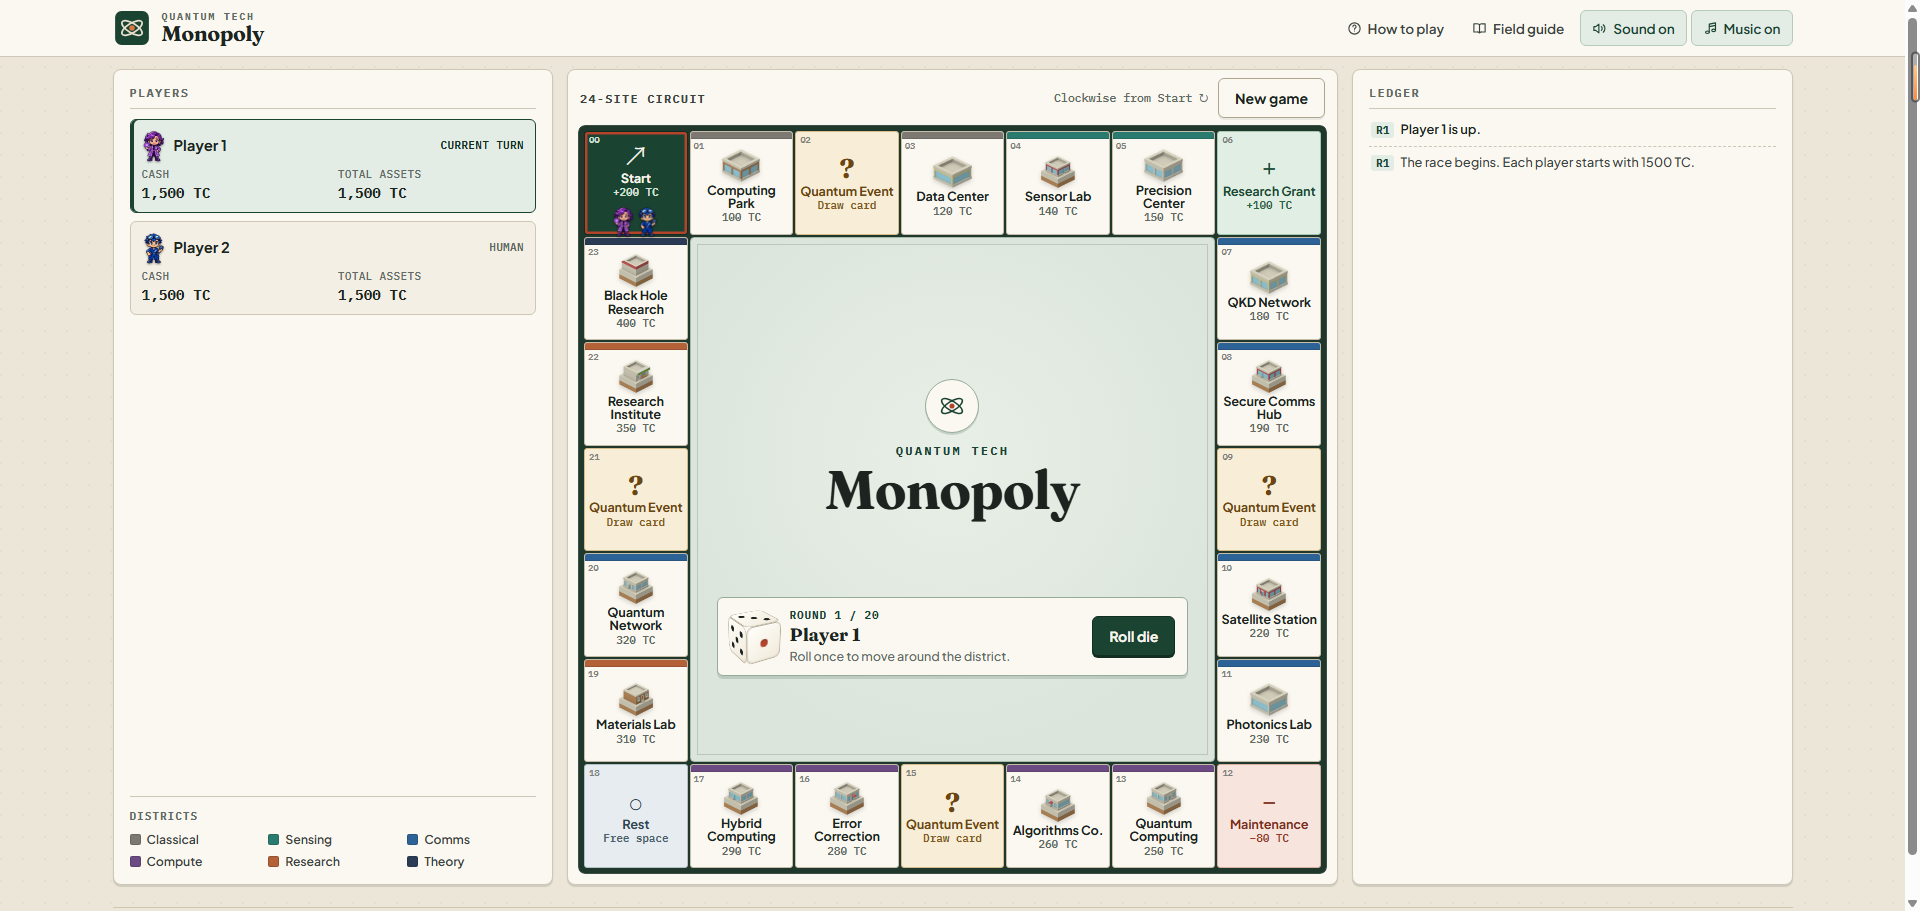 QUANTUM TECH
Monopoly
How to play
Field guide
Sound on
Music on
PLAYERS
Player 1
CURRENT TURN
CASH
TOTAL ASSETS
1,500 TC
1,500 TC
Player 2
HUMAN
CASH
TOTAL ASSETS
1,500 TC
1,500 TC
DISTRICTS
Classical
Sensing
Comms
Compute
Research
Theory
24-SITE CIRCUIT
Clockwise from Start ↻
New game
00
Start
+200 TC
01
Computing
Park
100 TC
02
?
Quantum Event
Draw card
03
Data Center
120 TC
04
Sensor Lab
140 TC
05
Precision
Center
150 TC
06
+
Research Grant
+100 TC
23
Black Hole
Research
400 TC
07
QKD Network
180 TC
22
Research
Institute
350 TC
08
Secure Comms
Hub
190 TC
21
?
Quantum Event
Draw card
09
?
Quantum Event
Draw card
20
Quantum
Network
320 TC
10
Satellite Station
220 TC
19
Materials Lab
310 TC
11
Photonics Lab
230 TC
QUANTUM TECH
Monopoly
ROUND 1 / 20
Player 1
Roll once to move around the district.
Roll die
18
Rest
Free space
17
Hybrid
Computing
290 TC
16
Error
Correction
280 TC
15
?
Quantum Event
Draw card
14
Algorithms Co.
260 TC
13
Quantum
Computing
250 TC
12
−
Maintenance
−80 TC
LEDGER
R1 Player 1 is up.
R1 The race begins. Each player starts with 1500 TC.